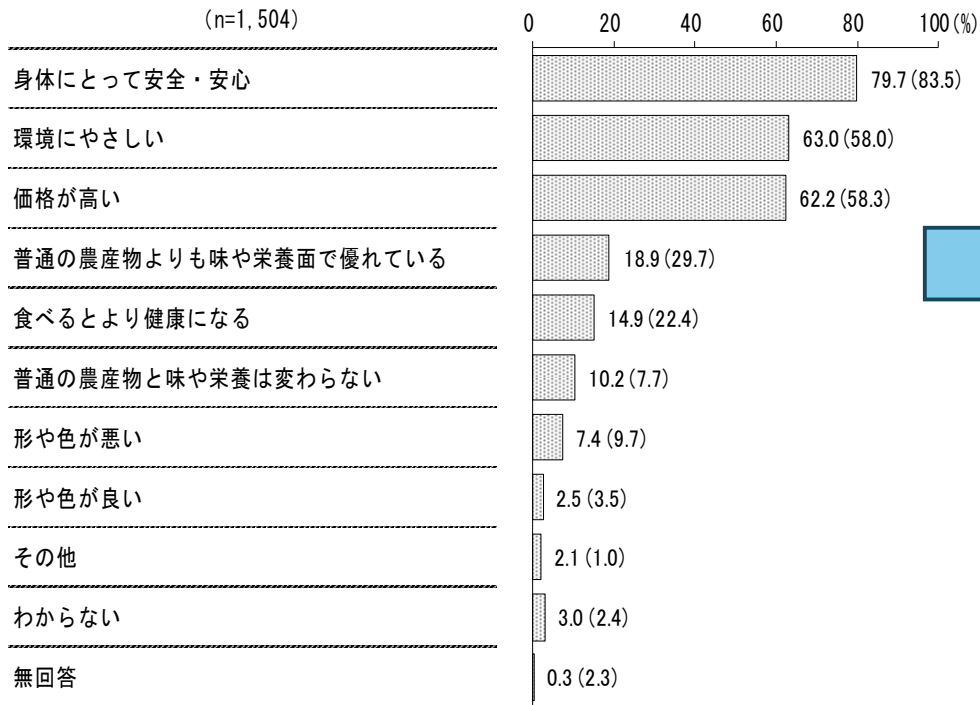 (n=1,504)
0 20 40 60 80 100(%)
身体にとって安全・安心 79.7(83.5)
環境にやさしい 63.0(58.0)
価格が高い 62.2(58.3)
普通の農産物よりも味や栄養面で優れている 18.9(29.7)
食べるとより健康になる 14.9(22.4)
普通の農産物と味や栄養は変わらない 10.2(7.7)
形や色が悪い 7.4(9.7)
形や色が良い 2.5(3.5)
その他 2.1(1.0)
わからない 3.0(2.4)
無回答 0.3(2.3)